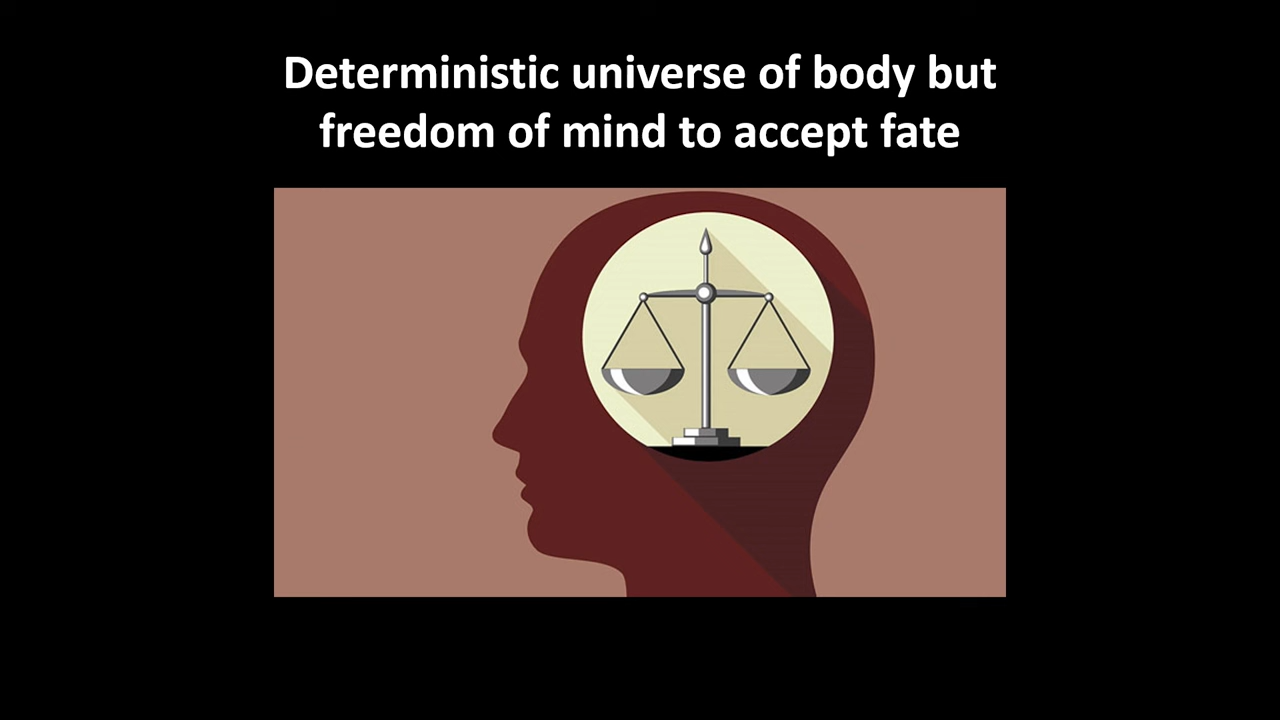 Deterministic universe of body but
freedom of mind to accept fate